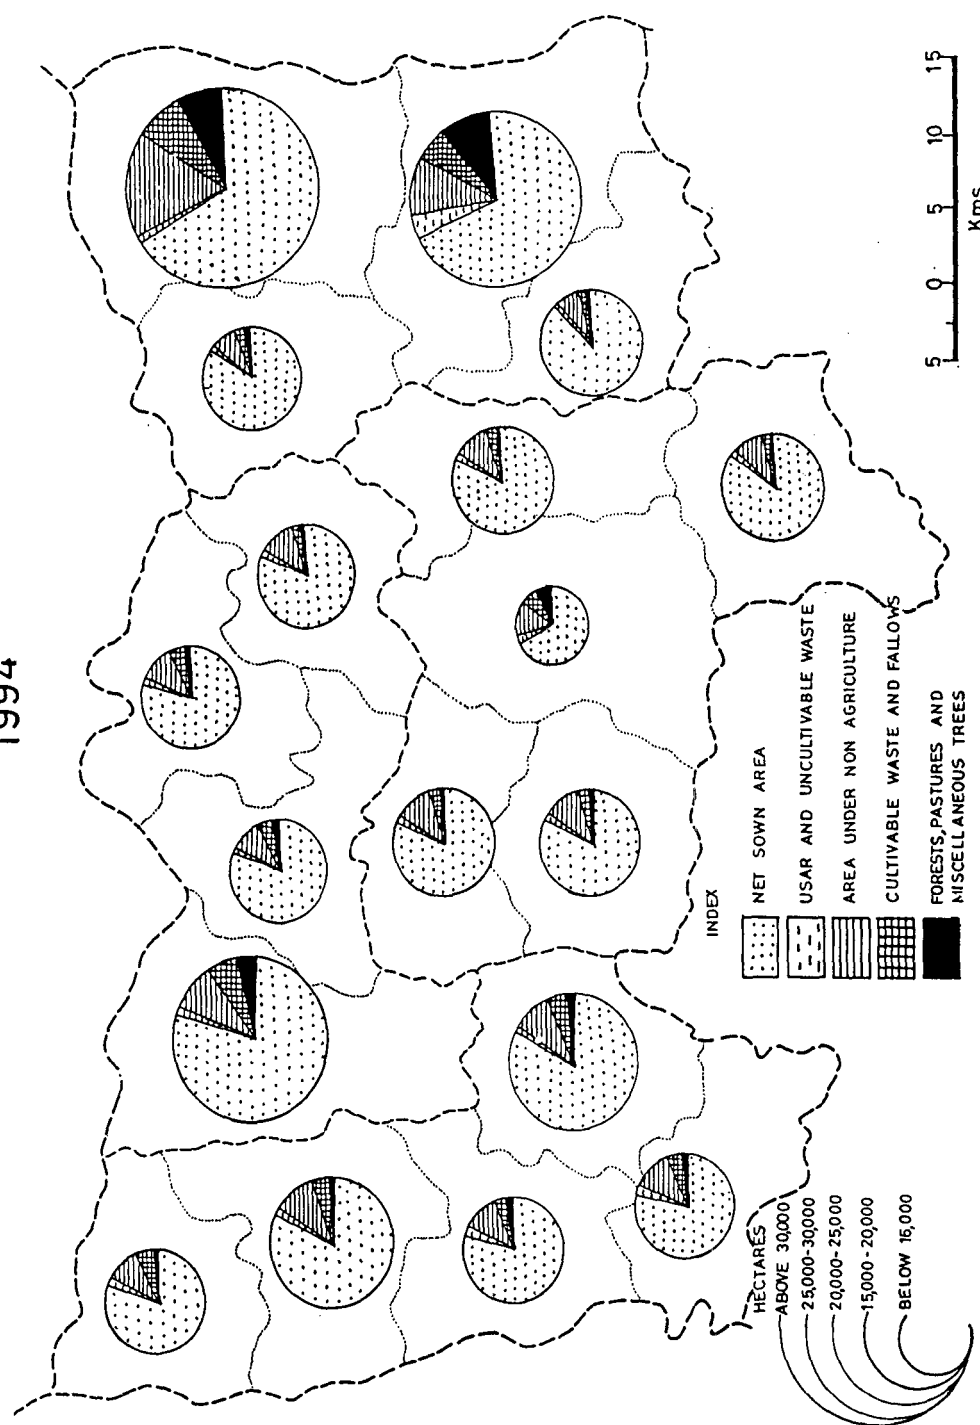 1994
INDEX
NET SOWN AREA
USAR AND UNCULTIVABLE WASTE
AREA UNDER NON AGRICULTURE
CULTIVABLE WASTE AND FALLOWS
FORESTS, PASTURES AND
MISCELLANEOUS TREES
HECTARES
ABOVE 30,000
25,000-30,000
20,000-25,000
15,000-20,000
BELOW 16,000
5 0 5 10 15
Kms